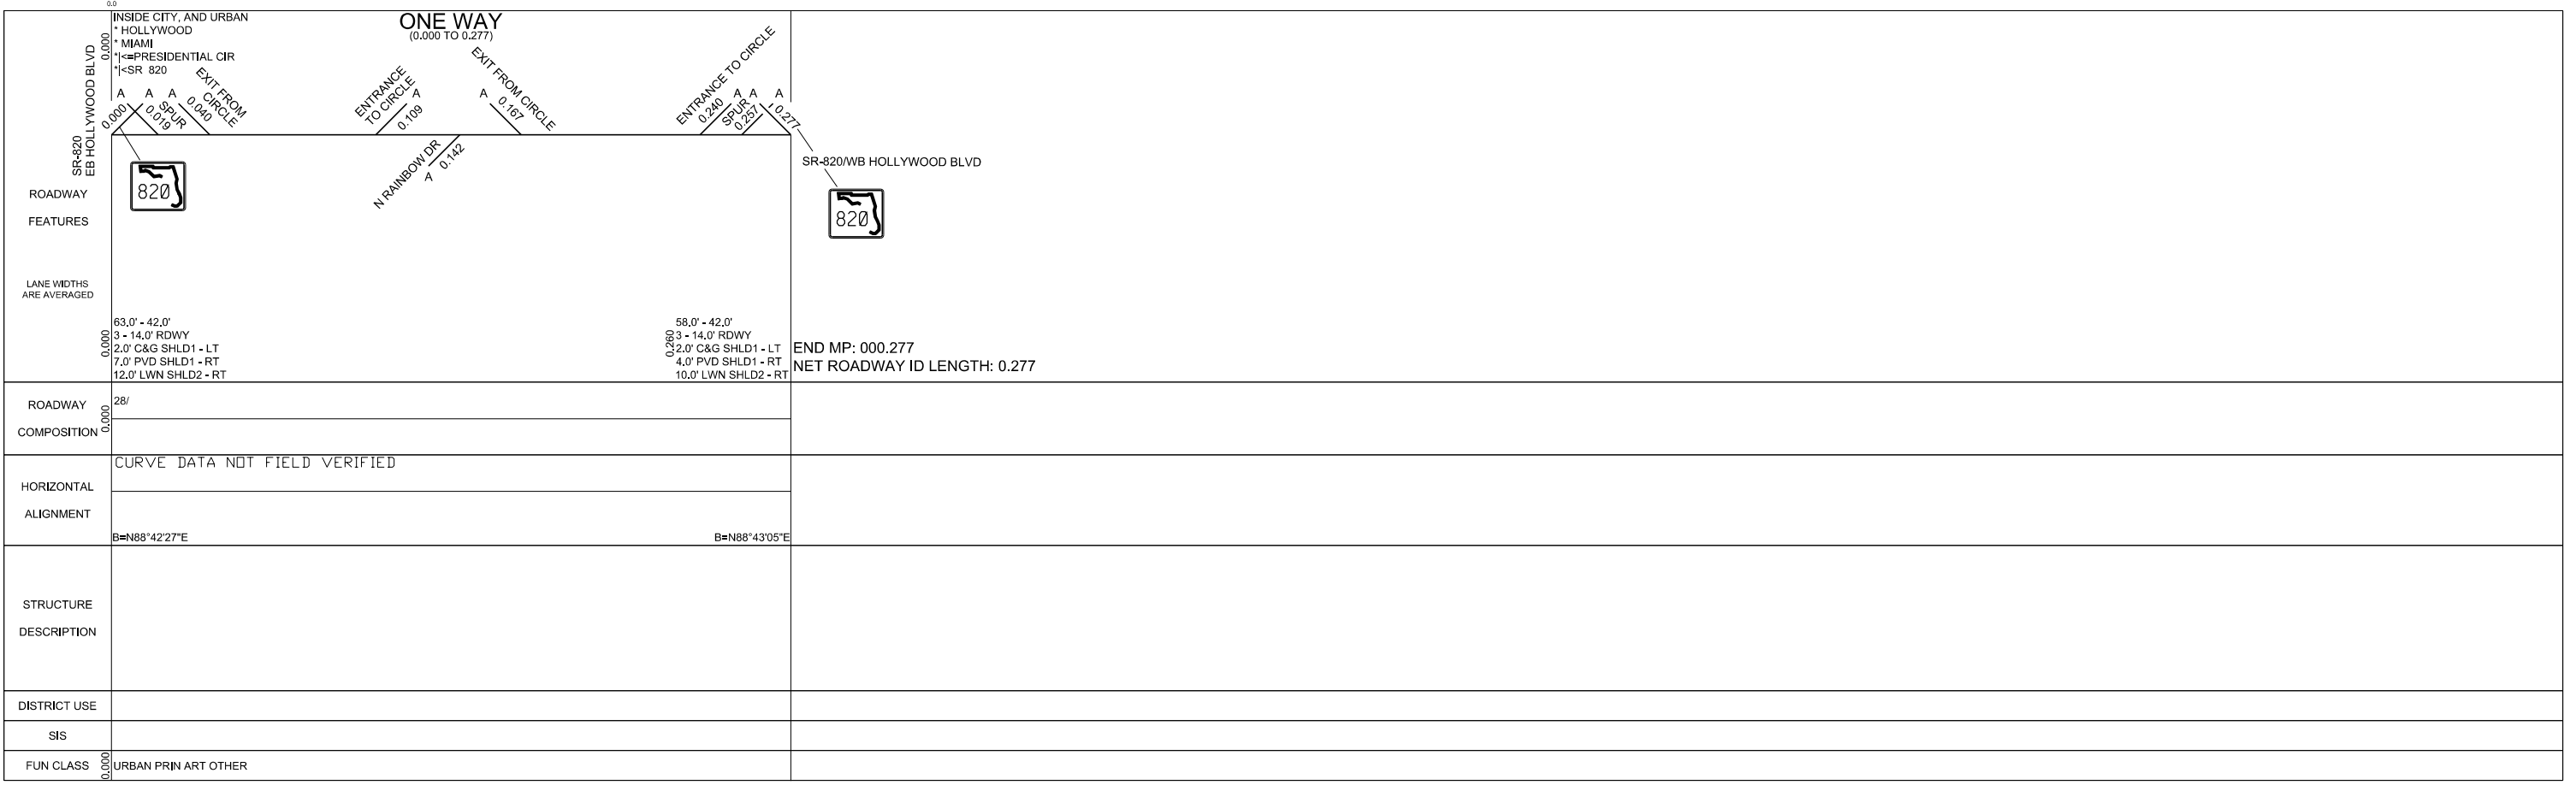 0.0
INSIDE CITY, AND URBAN
* HOLLYWOOD
* MIAMI
*|<=PRESIDENTIAL CIR
*|<SR 820
ONE WAY
(0.000 TO 0.277)
0.000
SR-820
EB HOLLYWOOD BLVD
A
0.000
A
SPUR
0.019
A
EXIT FROM
CIRCLE
0.040
ENTRANCE
TO CIRCLE
A
0.109
N RAINBOW DR
A
0.142
EXIT FROM CIRCLE
A
0.167
ENTRANCE TO CIRCLE
0.240
A
SPUR
0.257
A
A
0.277
820
SR-820/WB HOLLYWOOD BLVD
820
ROADWAY
FEATURES
LANE WIDTHS
ARE AVERAGED
0.000
63.0' - 42.0'
3 - 14.0' RDWY
2.0' C&G SHLD1 - LT
7.0' PVD SHLD1 - RT
12.0' LWN SHLD2 - RT
0.260
58.0' - 42.0'
3 - 14.0' RDWY
2.0' C&G SHLD1 - LT
4.0' PVD SHLD1 - RT
10.0' LWN SHLD2 - RT
END MP: 000.277
NET ROADWAY ID LENGTH: 0.277
ROADWAY
COMPOSITION
0.000
28/
HORIZONTAL
ALIGNMENT
CURVE DATA NOT FIELD VERIFIED
B=N88°42'27"E
B=N88°43'05"E
STRUCTURE
DESCRIPTION
DISTRICT USE
SIS
FUN CLASS
0.000
URBAN PRIN ART OTHER